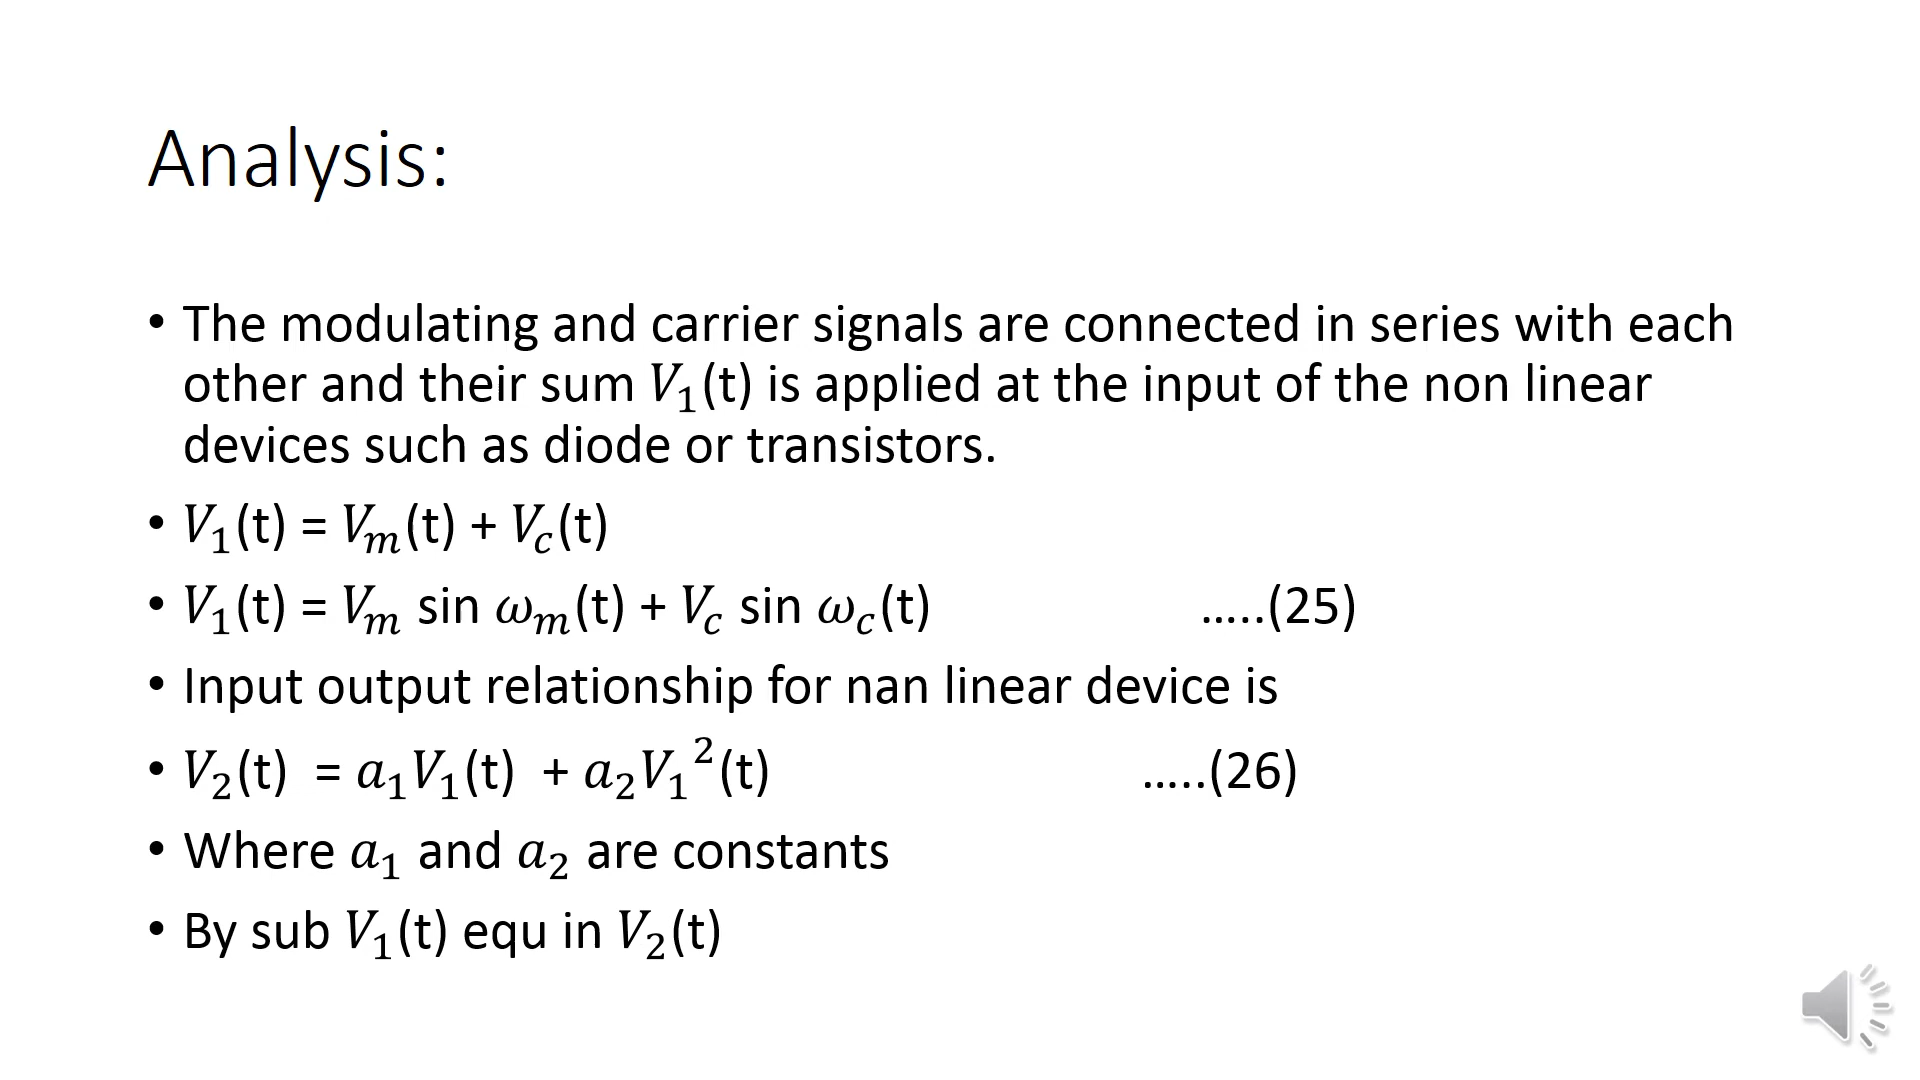 Analysis:
• The modulating and carrier signals are connected in series with each
other and their sum 𝑉₁(t) is applied at the input of the non linear
devices such as diode or transistors.
• 𝑉₁(t) = 𝑉ₘ(t) + 𝑉𝑐(t)
• 𝑉₁(t) = 𝑉ₘ sin 𝜔ₘ(t) + 𝑉𝑐 sin 𝜔𝑐(t) …..(25)
• Input output relationship for nan linear device is
• 𝑉₂(t) = 𝑎₁𝑉₁(t) + 𝑎₂𝑉₁²(t) …..(26)
• Where 𝑎₁ and 𝑎₂ are constants
• By sub 𝑉₁(t) equ in 𝑉₂(t)